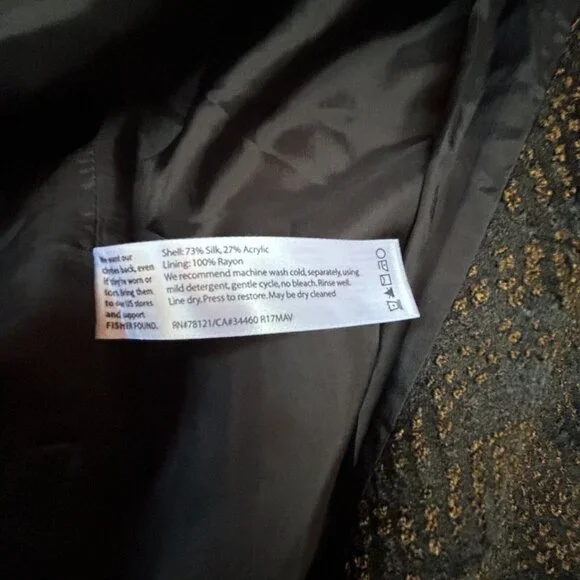 We want our
clothes back, even
if they're worn or
torn, bring them
to our US stores
and support
FISHER FOUND.
Shell: 73% Silk, 27% Acrylic
Lining: 100% Rayon
We recommend machine wash cold, separately, using
mild detergent, gentle cycle, no bleach. Rinse well.
Line dry. Press to restore. May be dry cleaned
RN#78121/CA#34460 R17MAV